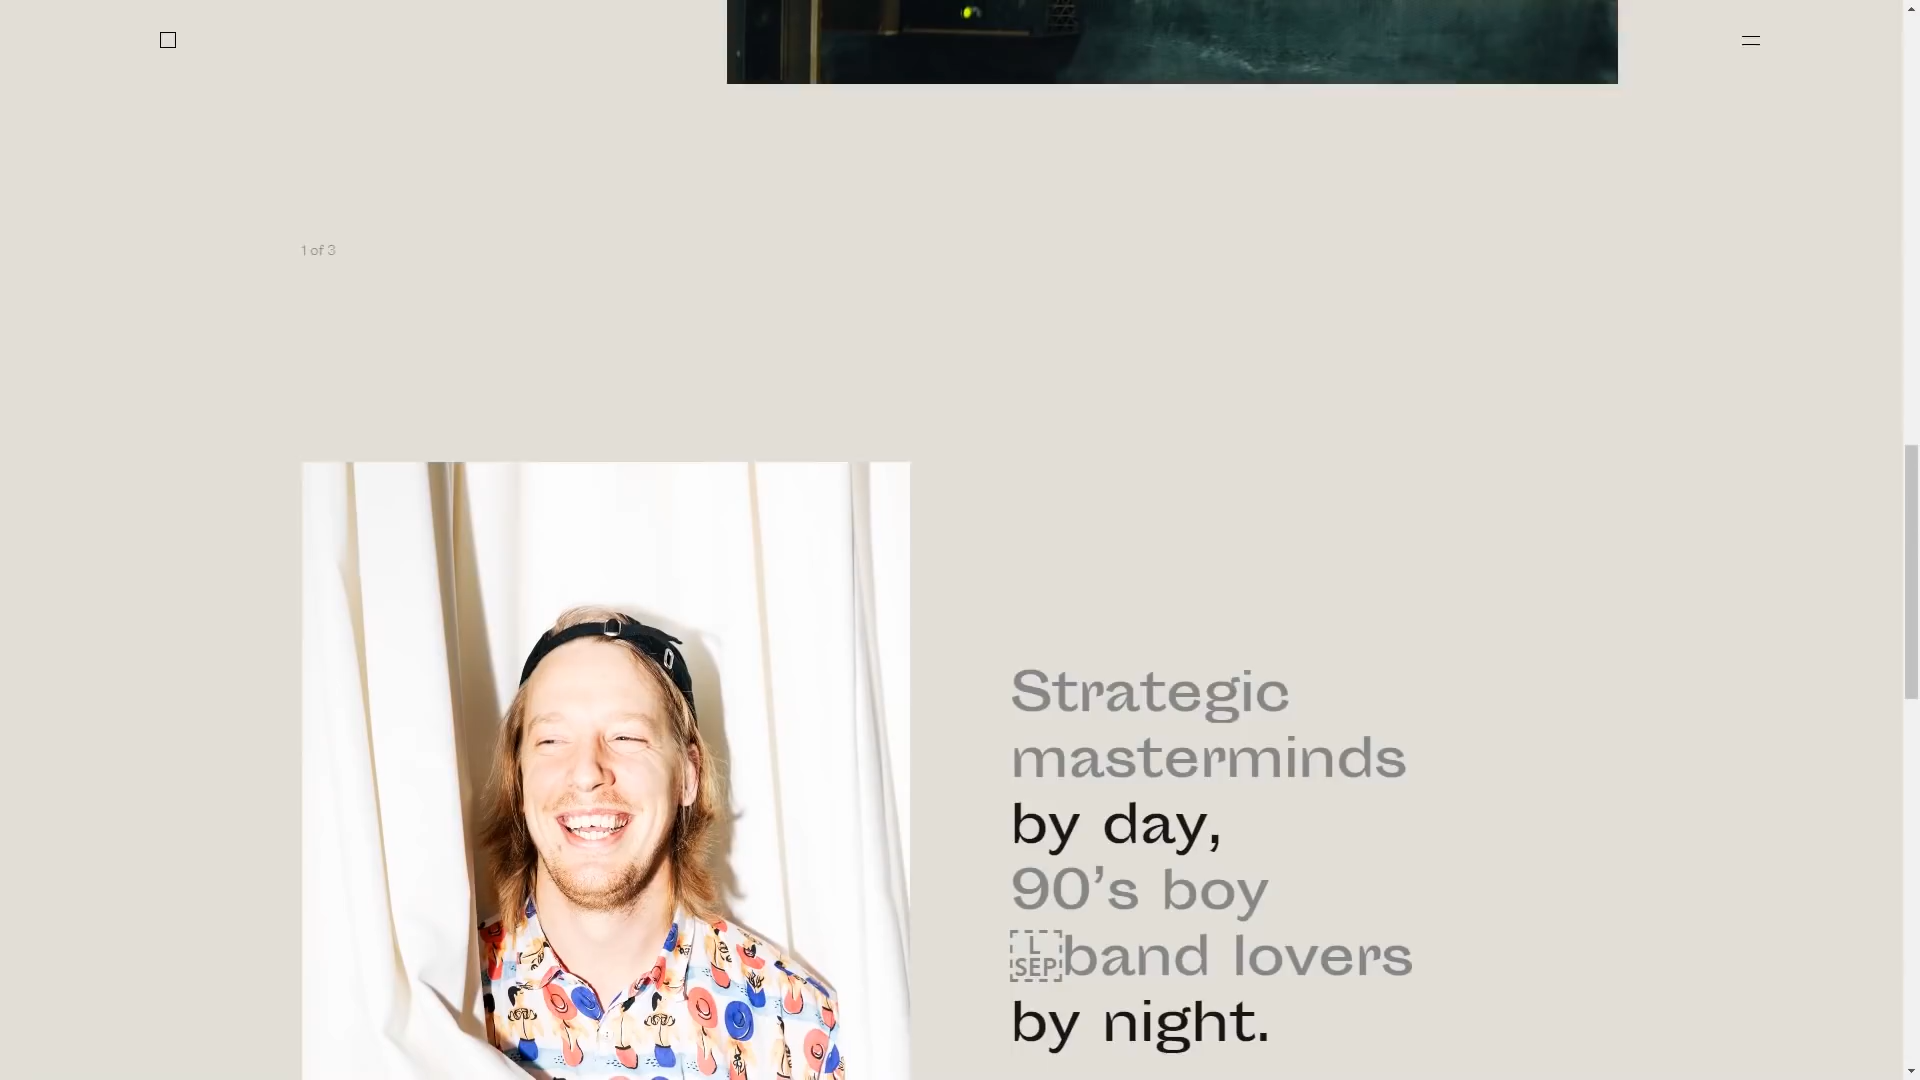 1 of 3
Strategic
masterminds
by day,
90’s boy
L SEP band lovers
by night.